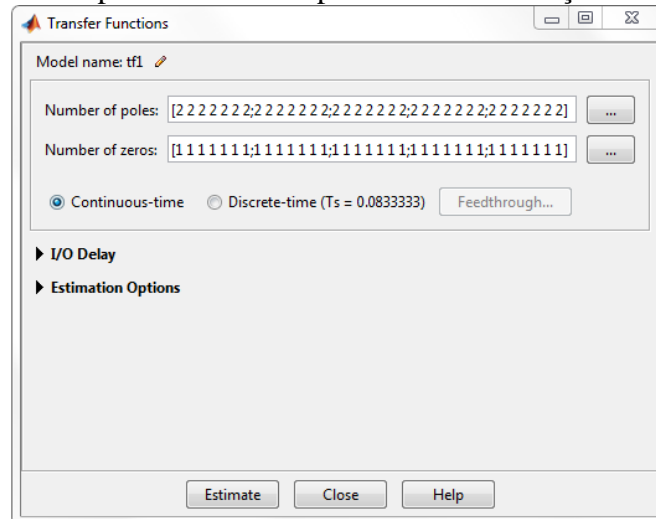 Transfer Functions
Model name: tf1
Number of poles: [2 2 2 2 2 2 2;2 2 2 2 2 2 2;2 2 2 2 2 2 2;2 2 2 2 2 2 2;2 2 2 2 2 2 2] ...
Number of zeros: [1 1 1 1 1 1 1;1 1 1 1 1 1 1;1 1 1 1 1 1 1;1 1 1 1 1 1 1;1 1 1 1 1 1 1] ...
Continuous-time Discrete-time (Ts = 0.0833333) Feedthrough...
I/O Delay
Estimation Options
Estimate Close Help